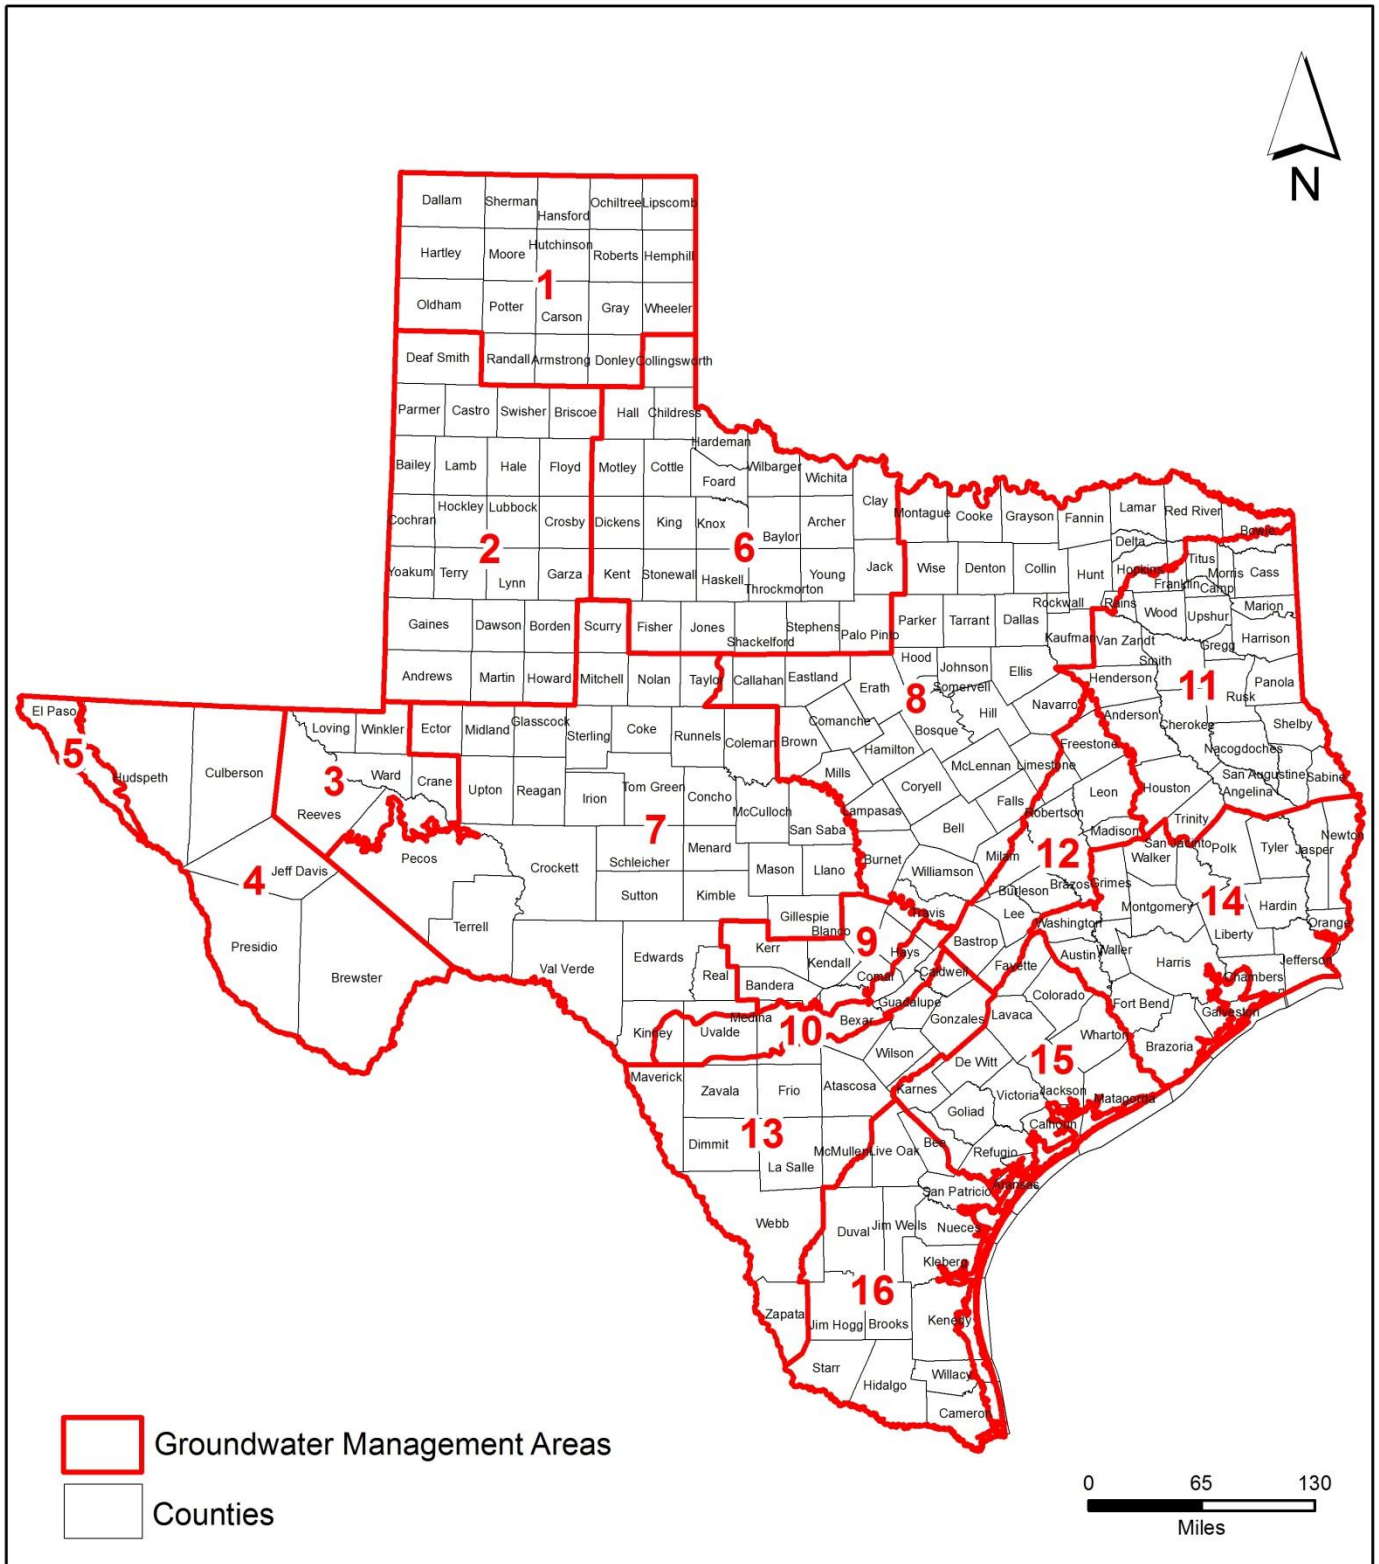 N
Dallam Sherman Hansford Ochiltree Lipscomb
Hartley Moore Hutchinson Roberts Hemphill
1
Oldham Potter Carson Gray Wheeler
Deaf Smith Randall Armstrong Donley Collingsworth
Parmer Castro Swisher Briscoe Hall Childress
Hardeman
Bailey Lamb Hale Floyd Motley Cottle Foard Wilbarger Wichita
Clay
Cochran Hockley Lubbock Crosby Dickens King Knox Baylor Archer Montague Cooke Grayson Fannin Lamar Red River Bowie
2 6
Delta Titus
Yoakum Terry Lynn Garza Kent Stonewall Haskell Throckmorton Young Jack Wise Denton Collin Hunt Hopkins Franklin Camp Morris Cass
Rockwall Rains Wood Upshur Marion
Gaines Dawson Borden Scurry Fisher Jones Shackelford Stephens Palo Pinto Parker Tarrant Dallas Kaufman Van Zandt Smith Gregg Harrison
Andrews Martin Howard Mitchell Nolan Taylor Callahan Eastland Erath Hood Johnson Somervell Ellis Henderson
8 11
Navarro Anderson Cherokee Rusk Panola Shelby
El Paso Loving Winkler Ector Midland Glasscock Sterling Coke Runnels Coleman Brown Comanche Hamilton Bosque Hill Freestone Nacogdoches
5
Hudspeth Culberson 3 Ward Crane Upton Reagan Irion Tom Green Concho McCulloch Mills Coryell McLennan Limestone Leon Houston San Augustine Sabine Angelina
Reeves 7 San Saba Lampasas Bell Falls Robertson Madison Trinity
Pecos Crockett Schleicher Menard Mason Llano Burnet Williamson Milam 12 Walker San Jacinto Polk Tyler Jasper Newton
4 Jeff Davis Sutton Kimble Burleson Brazos Grimes Montgomery 14 Hardin
Presidio Terrell Gillespie Blanco 9 Travis Lee Washington Liberty Orange
Brewster Val Verde Edwards Real Kerr Kendall Hays Bastrop Fayette Austin Waller Harris Jefferson
Bandera Comal Caldwell Colorado Chambers
Kinney Uvalde Medina 10 Bexar Guadalupe Gonzales Lavaca Fort Bend Galveston
Wilson 15 Wharton Brazoria
Maverick Zavala Frio Atascosa Karnes De Witt Jackson Matagorda
13 Goliad Victoria Calhoun
Dimmit La Salle McMullen Live Oak Bee Refugio
Aransas
San Patricio
Webb Duval Jim Wells Nueces
Kleberg
16
Zapata Jim Hogg Brooks Kenedy
Starr Hidalgo Willacy
Cameron
Groundwater Management Areas
Counties
0 65 130
Miles